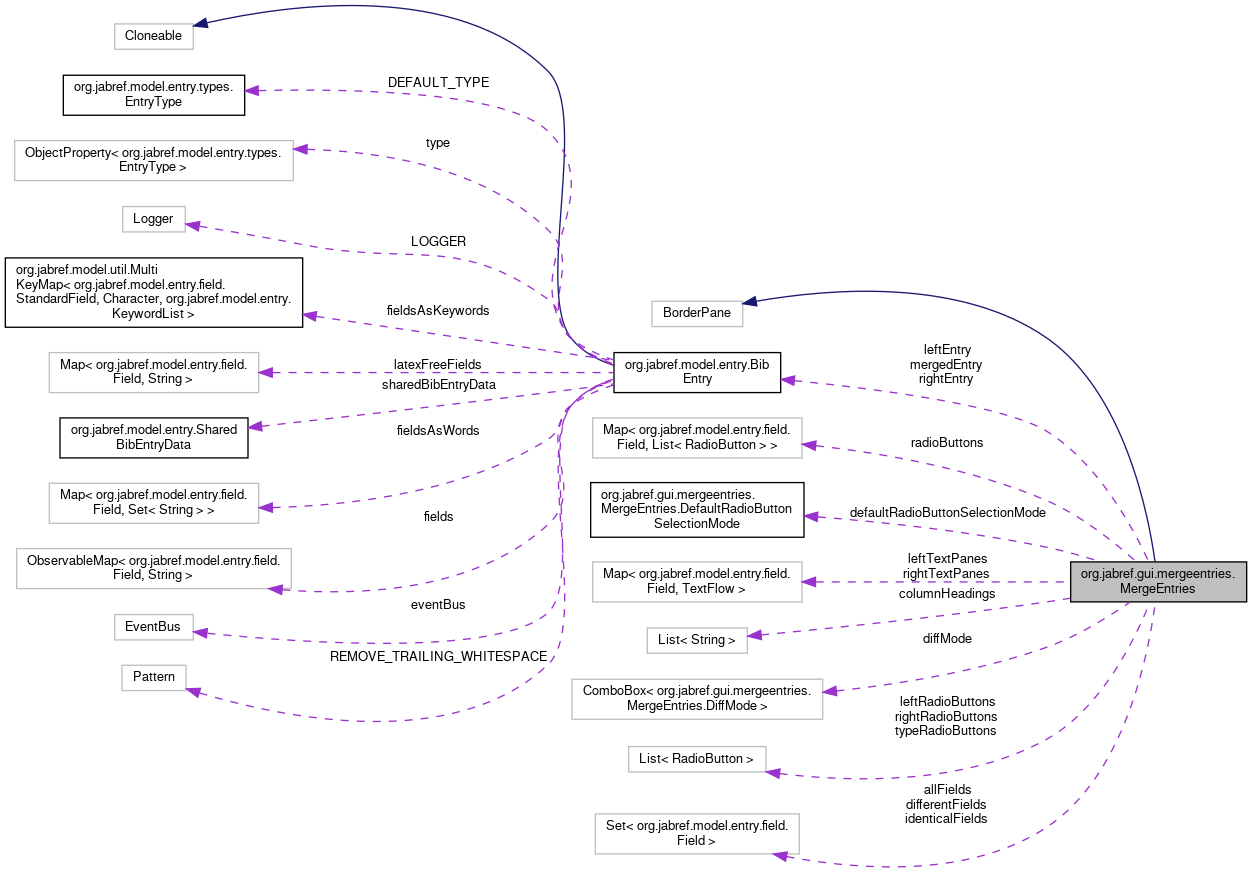 Cloneable
org.jabref.model.entry.types.
EntryType
DEFAULT_TYPE
ObjectProperty< org.jabref.model.entry.types.
EntryType >
type
Logger
LOGGER
org.jabref.model.util.Multi
KeyMap< org.jabref.model.entry.field.
StandardField, Character, org.jabref.model.entry.
KeywordList >
fieldsAsKeywords
Map< org.jabref.model.entry.field.
Field, String >
latexFreeFields
org.jabref.model.entry.Shared
BibEntryData
sharedBibEntryData
Map< org.jabref.model.entry.field.
Field, Set< String > >
fieldsAsWords
ObservableMap< org.jabref.model.entry.field.
Field, String >
fields
EventBus
eventBus
Pattern
REMOVE_TRAILING_WHITESPACE
BorderPane
org.jabref.model.entry.Bib
Entry
leftEntry
mergedEntry
rightEntry
Map< org.jabref.model.entry.field.
Field, List< RadioButton > >
radioButtons
org.jabref.gui.mergeentries.
MergeEntries.DefaultRadioButton
SelectionMode
defaultRadioButtonSelectionMode
Map< org.jabref.model.entry.field.
Field, TextFlow >
leftTextPanes
rightTextPanes
List< String >
columnHeadings
ComboBox< org.jabref.gui.mergeentries.
MergeEntries.DiffMode >
diffMode
List< RadioButton >
leftRadioButtons
rightRadioButtons
typeRadioButtons
Set< org.jabref.model.entry.field.
Field >
allFields
differentFields
identicalFields
org.jabref.gui.mergeentries.
MergeEntries